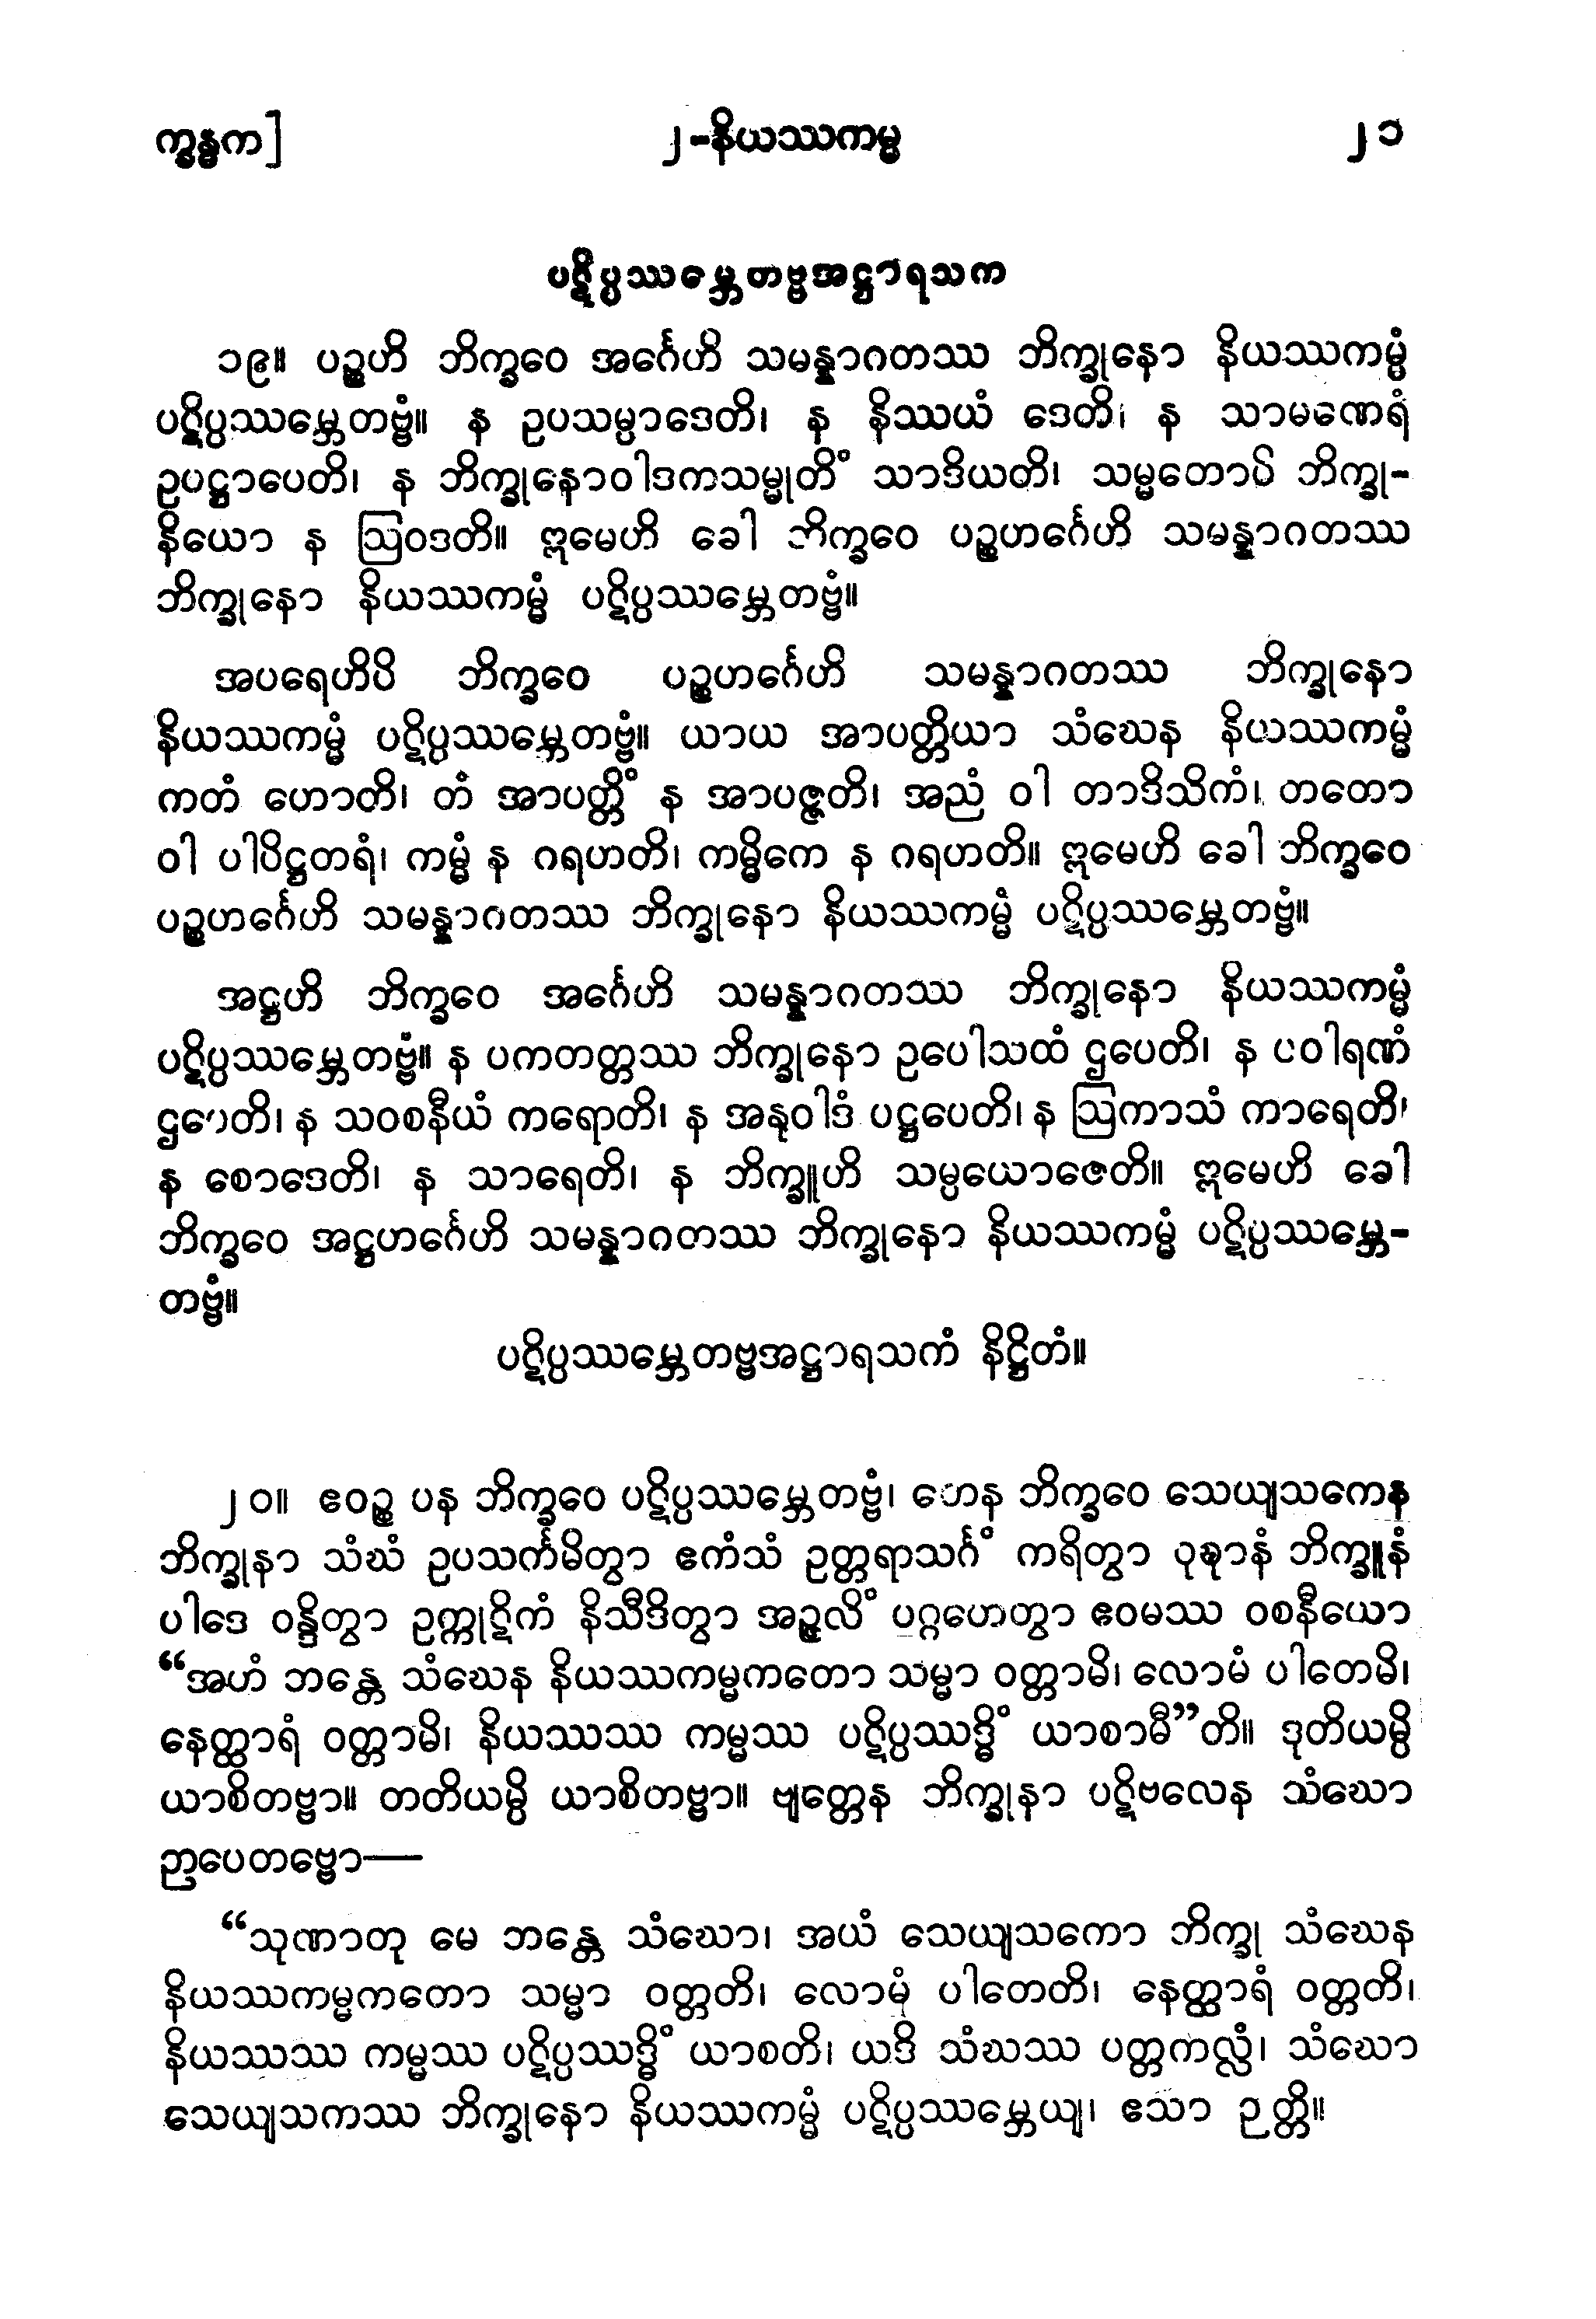 က္ခန္ဓက]
၂-နိယဿကမ္မ
၂၁
ပဋိပ္ပဿမ္ဘေတဗ္ဗအဋ္ဌာရသက
၁၉။ ပဉ္စဟိ ဘိက္ခဝေ အင်္ဂေဟိ သမန္နာဂတဿ ဘိက္ခုနော နိယဿကမ္မံ
ပဋိပ္ပဿမ္ဘေတဗ္ဗံ။ န ဥပသမ္ပာဒေတိ၊ န နိဿယံ ဒေတိ၊ န သာမဏေရံ
ဥပဋ္ဌာပေတိ၊ န ဘိက္ခုနောဝါဒကသမ္မုတိံ သာဒိယတိ၊ သမ္မတောပိ ဘိက္ခု-
နိယော န ဩဝဒတိ။ ဣမေဟိ ခေါ ဘိက္ခဝေ ပဉ္စဟင်္ဂေဟိ သမန္နာဂတဿ
ဘိက္ခုနော နိယဿကမ္မံ ပဋိပ္ပဿမ္ဘေတဗ္ဗံ။
အပရေဟိပိ ဘိက္ခဝေ ပဉ္စဟင်္ဂေဟိ သမန္နာဂတဿ ဘိက္ခုနော
နိယဿကမ္မံ ပဋိပ္ပဿမ္ဘေတဗ္ဗံ။ ယာယ အာပတ္တိယာ သံဃေန နိယဿကမ္မံ
ကတံ ဟောတိ၊ တံ အာပတ္တိံ န အာပဇ္ဇတိ၊ အညံ ဝါ တာဒိသိကံ၊ တတော
ဝါ ပါပိဋ္ဌတရံ၊ ကမ္မံ န ဂရဟတိ၊ ကမ္မိကေ န ဂရဟတိ။ ဣမေဟိ ခေါ ဘိက္ခဝေ
ပဉ္စဟင်္ဂေဟိ သမန္နာဂတဿ ဘိက္ခုနော နိယဿကမ္မံ ပဋိပ္ပဿမ္ဘေတဗ္ဗံ။
အဋ္ဌဟိ ဘိက္ခဝေ အင်္ဂေဟိ သမန္နာဂတဿ ဘိက္ခုနော နိယဿကမ္မံ
ပဋိပ္ပဿမ္ဘေတဗ္ဗံ။ န ပကတတ္တဿ ဘိက္ခုနော ဥပေါသထံ ဌပေတိ၊ န ပဝါရဏံ
ဌပေတိ၊ န သဝစနီယံ ကရောတိ၊ န အနုဝါဒံ ပဋ္ဌပေတိ၊ န ဩကာသံ ကာရေတိ၊
န စောဒေတိ၊ န သာရေတိ၊ န ဘိက္ခူဟိ သမ္ပယောဇေတိ။ ဣမေဟိ ခေါ
ဘိက္ခဝေ အဋ္ဌဟင်္ဂေဟိ သမန္နာဂတဿ ဘိက္ခုနော နိယဿကမ္မံ ပဋိပ္ပဿမ္ဘေ-
တဗ္ဗံ။
ပဋိပ္ပဿမ္ဘေတဗ္ဗအဋ္ဌာရသကံ နိဋ္ဌိတံ။
၂၀။ ဧဝဉ္စ ပန ဘိက္ခဝေ ပဋိပ္ပဿမ္ဘေတဗ္ဗံ၊ တေန ဘိက္ခဝေ သေယျသကေန
ဘိက္ခုနာ သံဃံ ဥပသင်္ကမိတွာ ဧကံသံ ဥတ္တရာသင်္ဂံ ကရိတွာ ဝုဍ္ဎာနံ ဘိက္ခူနံ
ပါဒေ ဝန္ဒိတွာ ဥက္ကုဋိကံ နိသီဒိတွာ အဉ္ဇလိံ ပဂ္ဂဟေတွာ ဧဝမဿ ဝစနီယော
“အဟံ ဘန္တေ သံဃေန နိယဿကမ္မကတော သမ္မာ ဝတ္တာမိ၊ လောမံ ပါတေမိ၊
နေတ္ထာရံ ဝတ္တာမိ၊ နိယဿဿ ကမ္မဿ ပဋိပ္ပဿဒ္ဓိံ ယာစာမီ”တိ။ ဒုတိယမ္ပိ
ယာစိတဗ္ဗာ။ တတိယမ္ပိ ယာစိတဗ္ဗာ။ ဗျတ္တေန ဘိက္ခုနာ ပဋိဗလေန သံဃော
ဉာပေတဗ္ဗော—
“သုဏာတု မေ ဘန္တေ သံဃော၊ အယံ သေယျသကော ဘိက္ခု သံဃေန
နိယဿကမ္မကတော သမ္မာ ဝတ္တတိ၊ လောမံ ပါတေတိ၊ နေတ္ထာရံ ဝတ္တတိ၊
နိယဿဿ ကမ္မဿ ပဋိပ္ပဿဒ္ဓိံ ယာစတိ၊ ယဒိ သံဃဿ ပတ္တကလ္လံ၊ သံဃော
သေယျသကဿ ဘိက္ခုနော နိယဿကမ္မံ ပဋိပ္ပဿမ္ဘေယျ၊ ဧသာ ဉတ္တိ။